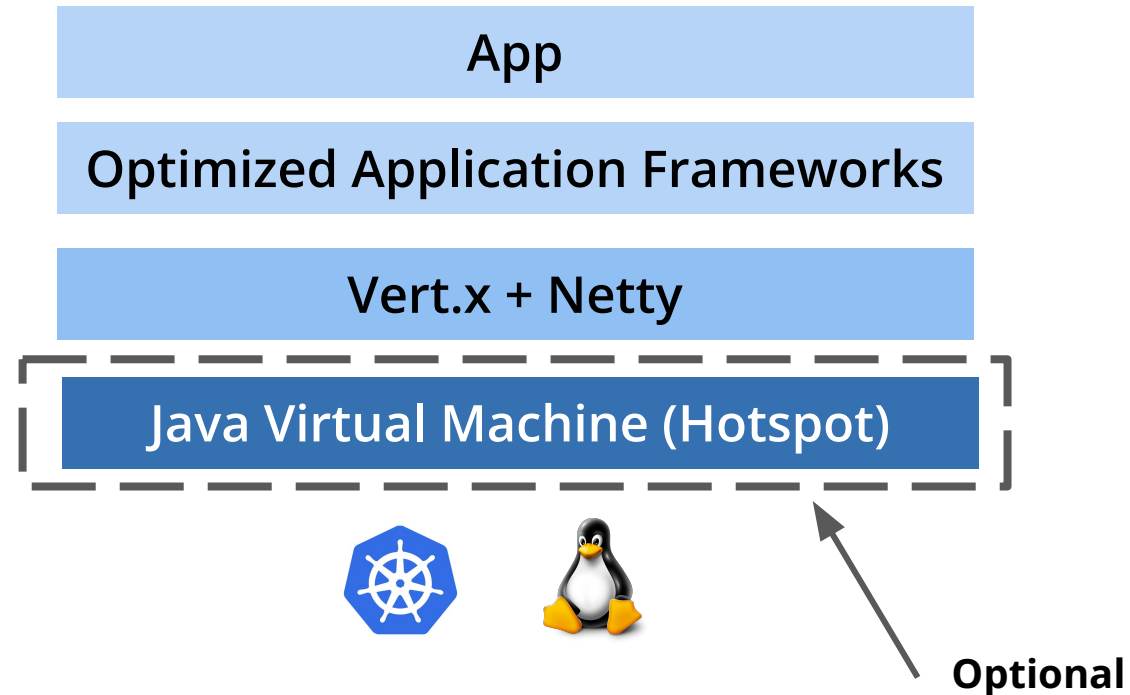 App
Optimized Application Frameworks
Vert.x + Netty
Java Virtual Machine (Hotspot)
Optional